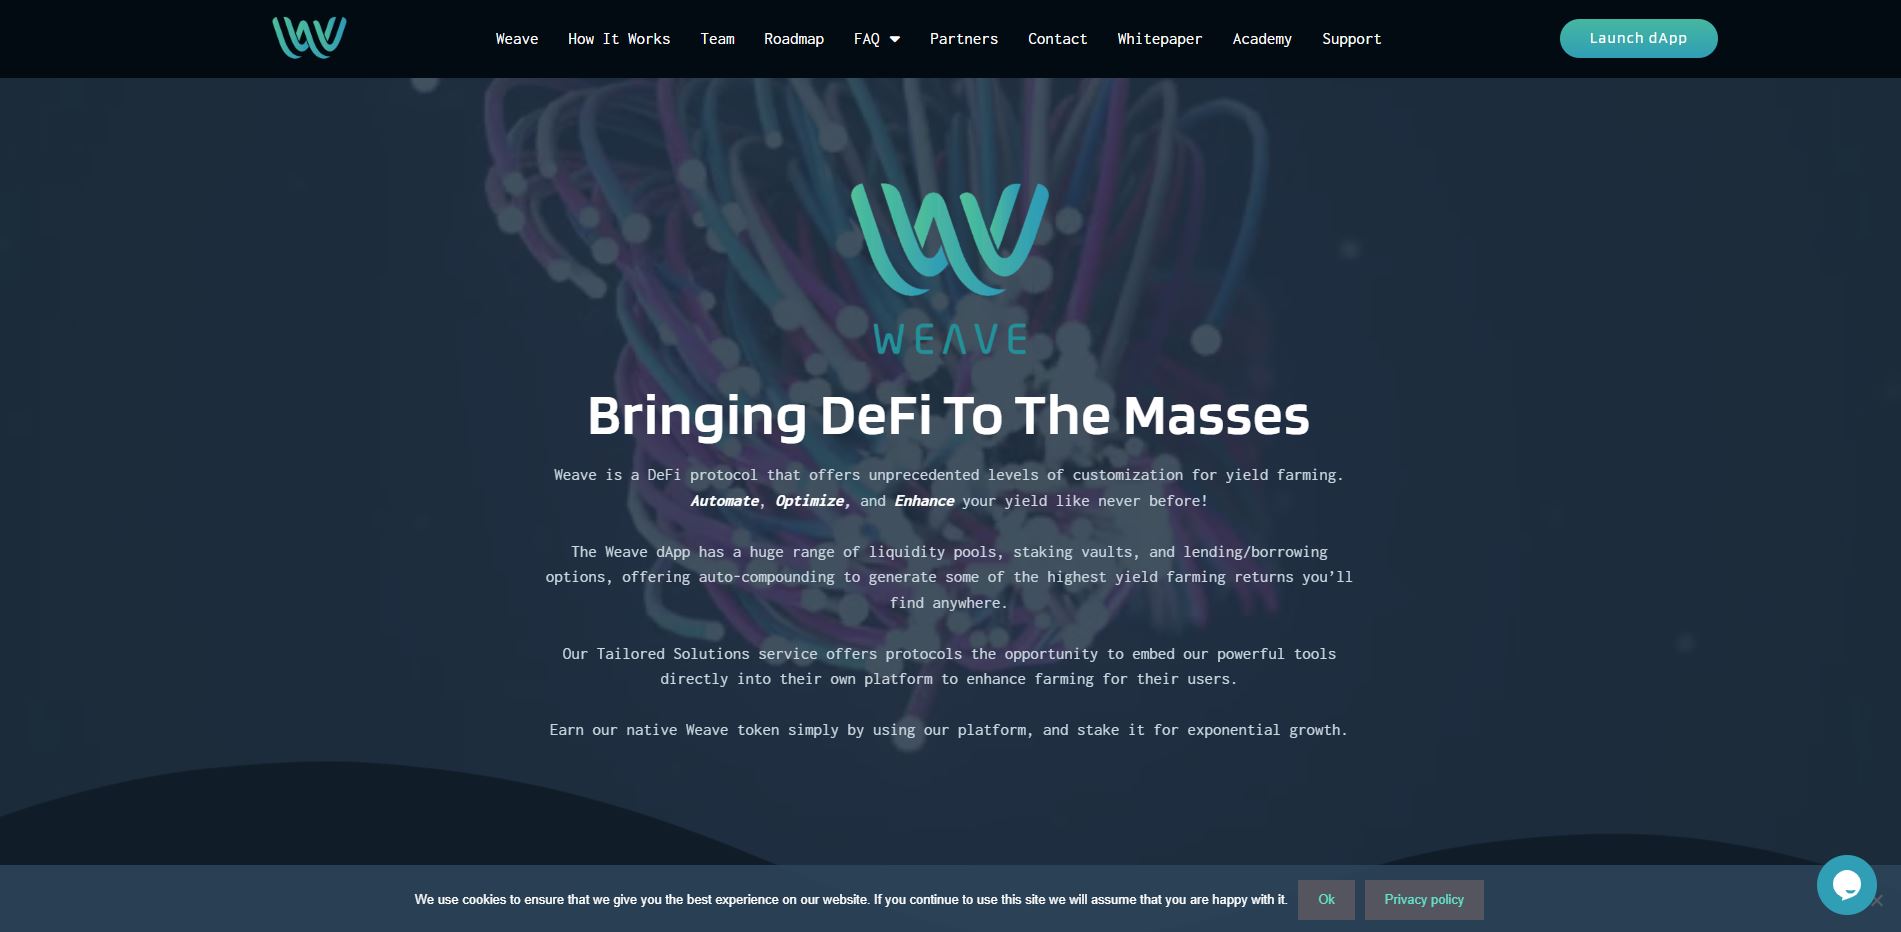 Weave How It Works Team Roadmap FAQ Partners Contact Whitepaper Academy Support Launch dApp
WEAVE
Bringing DeFi To The Masses
Weave is a DeFi protocol that offers unprecedented levels of customization for yield farming.
Automate, Optimize, and Enhance your yield like never before!
The Weave dApp has a huge range of liquidity pools, staking vaults, and lending/borrowing
options, offering auto-compounding to generate some of the highest yield farming returns you’ll
find anywhere.
Our Tailored Solutions service offers protocols the opportunity to embed our powerful tools
directly into their own platform to enhance farming for their users.
Earn our native Weave token simply by using our platform, and stake it for exponential growth.
We use cookies to ensure that we give you the best experience on our website. If you continue to use this site we will assume that you are happy with it. Ok Privacy policy